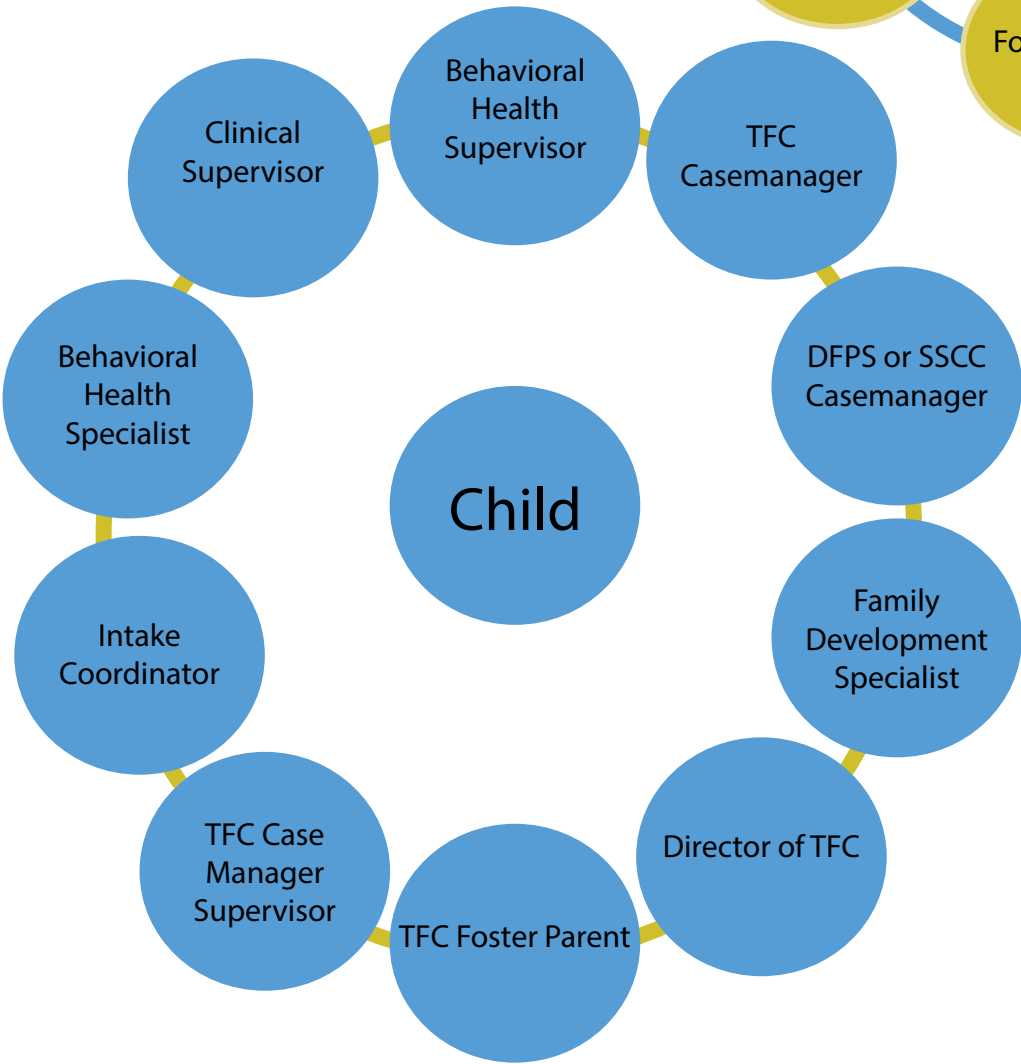 Fo
Behavioral
Health
Supervisor
TFC
Casemanager
DFPS or SSCC
Casemanager
Family
Development
Specialist
Director of TFC
TFC Foster Parent
TFC Case
Manager
Supervisor
Intake
Coordinator
Behavioral
Health
Specialist
Clinical
Supervisor
Child